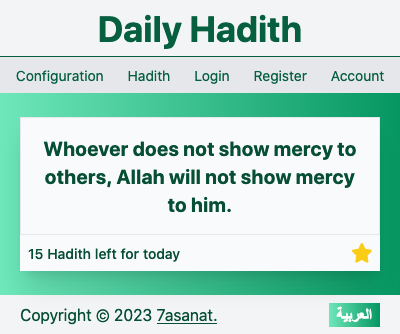 Daily Hadith
Configuration Hadith Login Register Account
Whoever does not show mercy to
others, Allah will not show mercy
to him.
15 Hadith left for today
Copyright © 2023 7asanat.
العربية